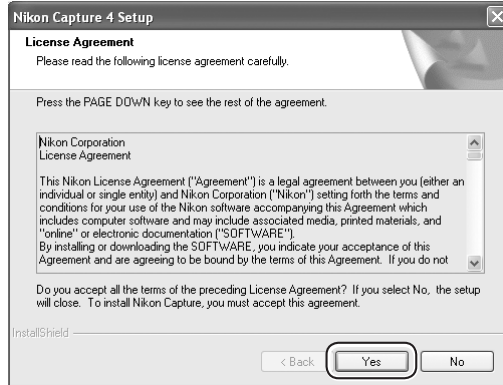 Nikon Capture 4 Setup
License Agreement
Please read the following license agreement carefully.
Press the PAGE DOWN key to see the rest of the agreement.
Nikon Corporation
License Agreement
This Nikon License Agreement ("Agreement") is a legal agreement between you (either an
individual or single entity) and Nikon Corporation ("Nikon") setting forth the terms and
conditions for your use of the Nikon software accompanying this Agreement which
includes computer software and may include associated media, printed materials, and
"online" or electronic documentation ("SOFTWARE").
By installing or downloading the SOFTWARE, you indicate your acceptance of this
Agreement and are agreeing to be bound by the terms of this Agreement.  If you do not
Do you accept all the terms of the preceding License Agreement?  If you select No,  the setup
will close.  To install Nikon Capture, you must accept this agreement.
InstallShield
< Back
Yes
No